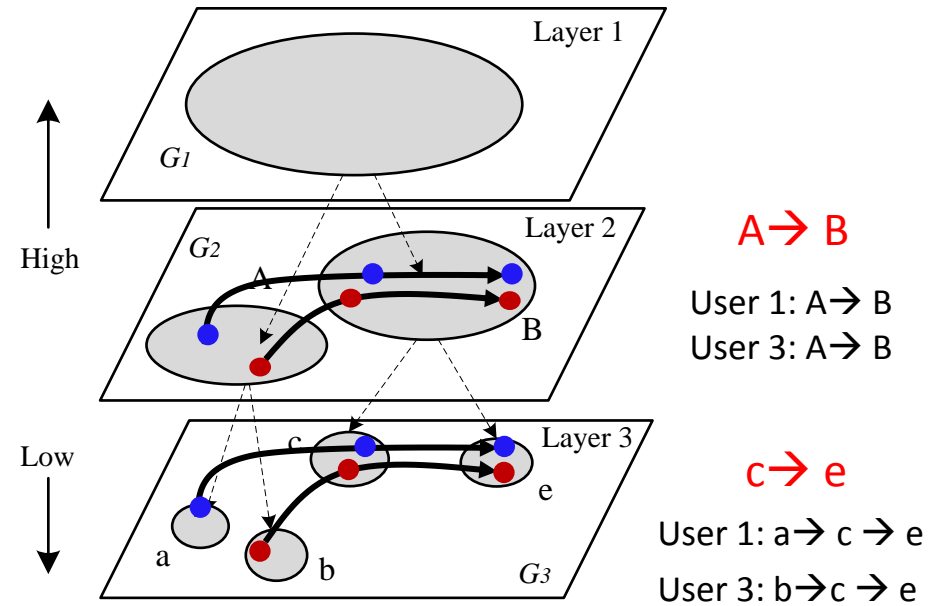 Layer 1
G1
High
Layer 2
G2
A
B
A→ B
User 1: A→ B
User 3: A→ B
Low
Layer 3
c
e
a
b
G3
c→ e
User 1: a→ c → e
User 3: b→c → e